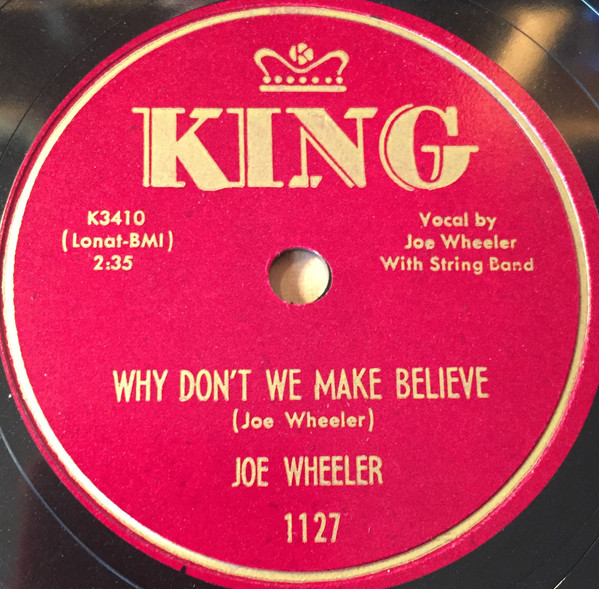 K
KING
K3410
(Lonat-BMI)
2:35
Vocal by
Joe Wheeler
With String Band
WHY DON'T WE MAKE BELIEVE
(Joe Wheeler)
JOE WHEELER
1127